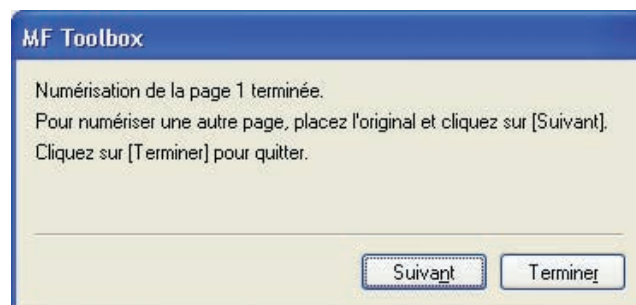 MF Toolbox
Numérisation de la page 1 terminée.
Pour numériser une autre page, placez l'original et cliquez sur [Suivant].
Cliquez sur [Terminer] pour quitter.
Suivant Terminer